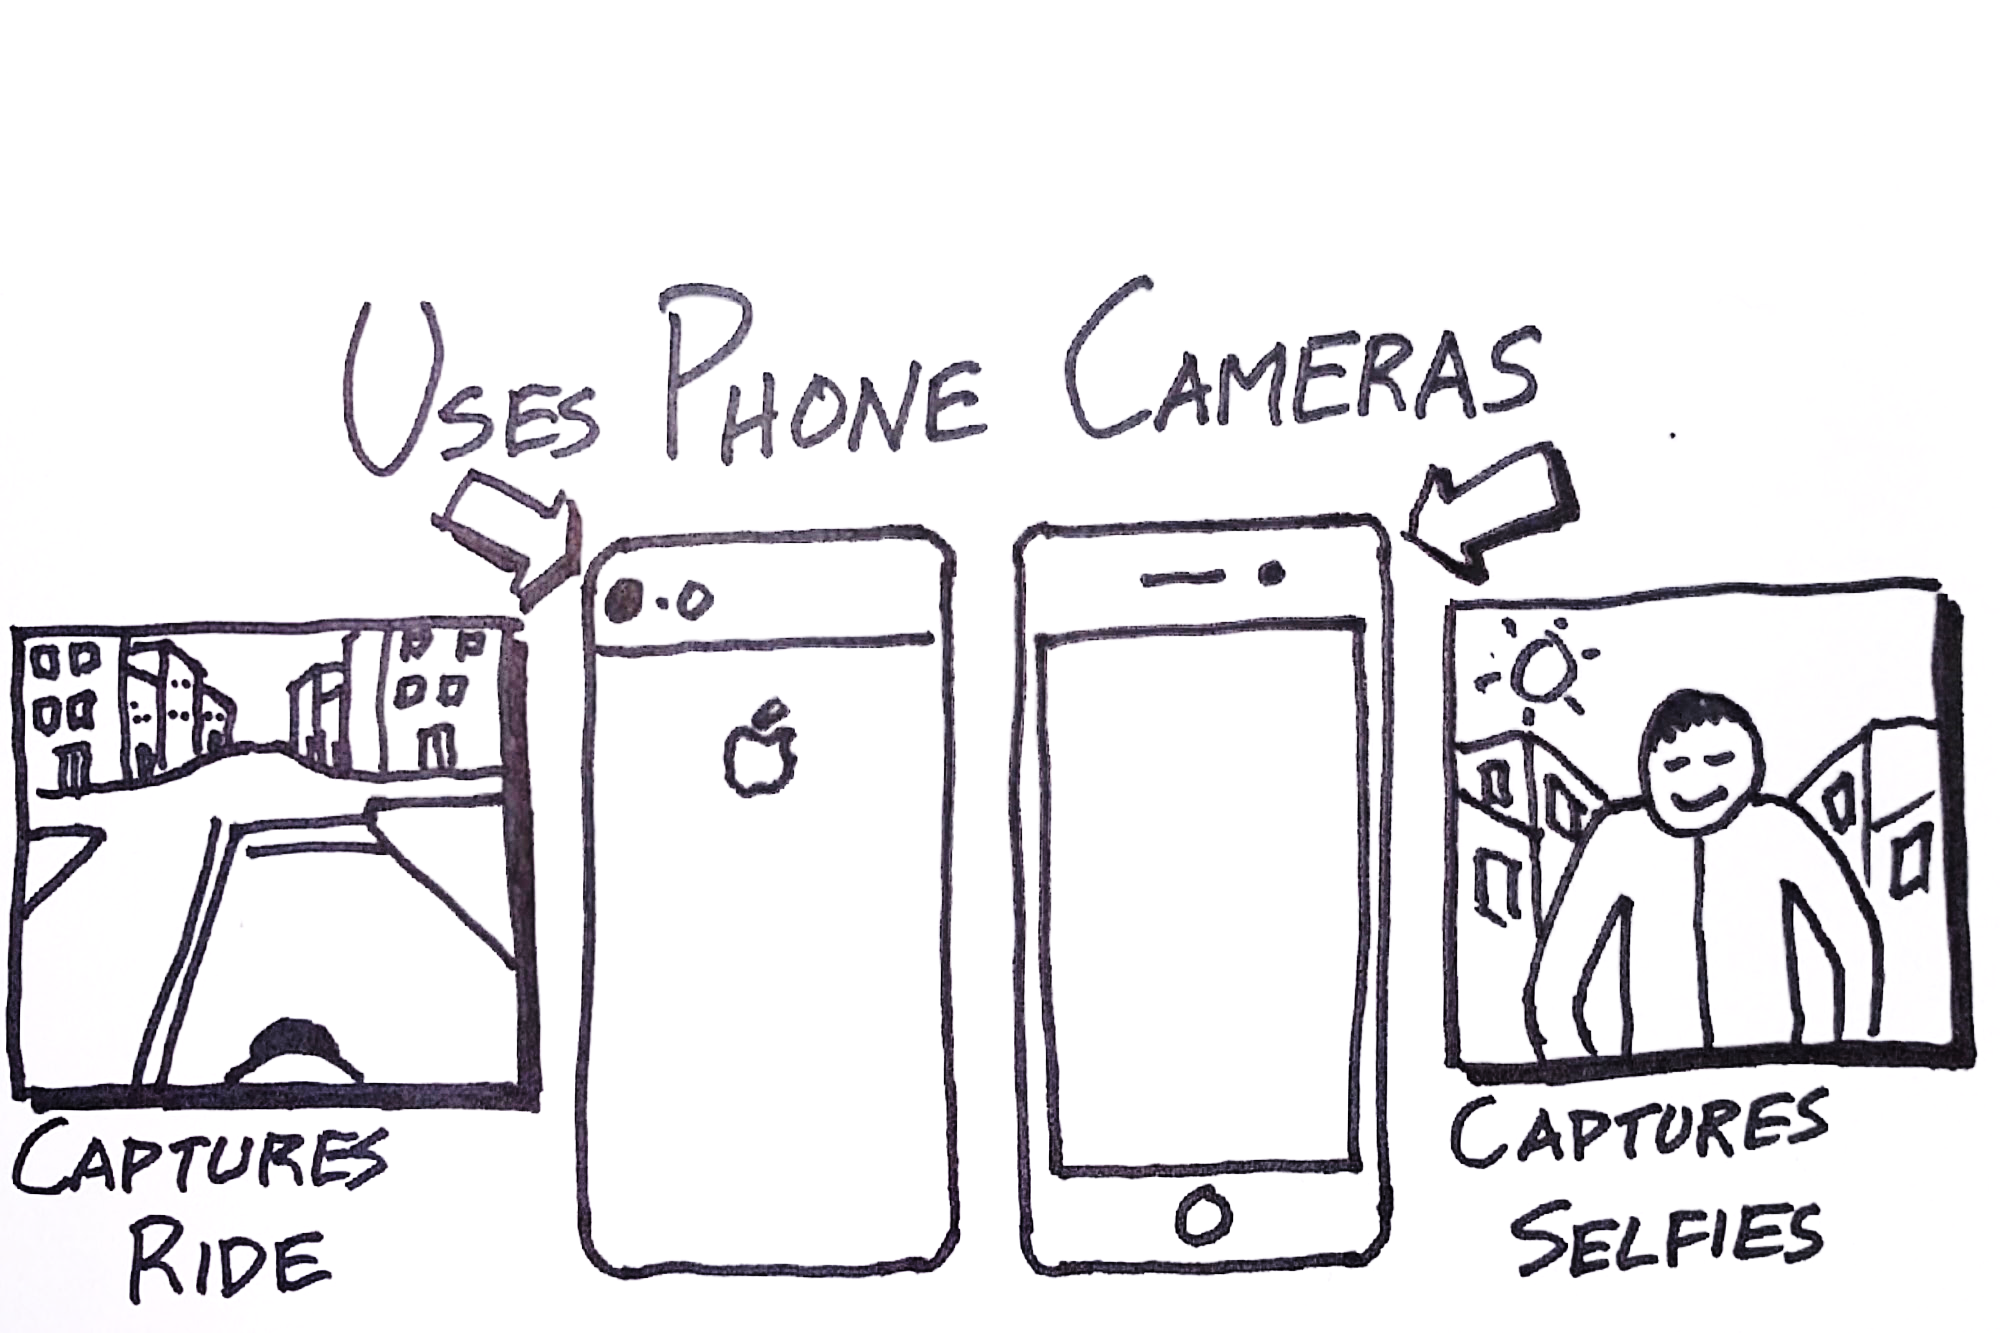 USES PHONE CAMERAS
CAPTURES
RIDE
CAPTURES
SELFIES